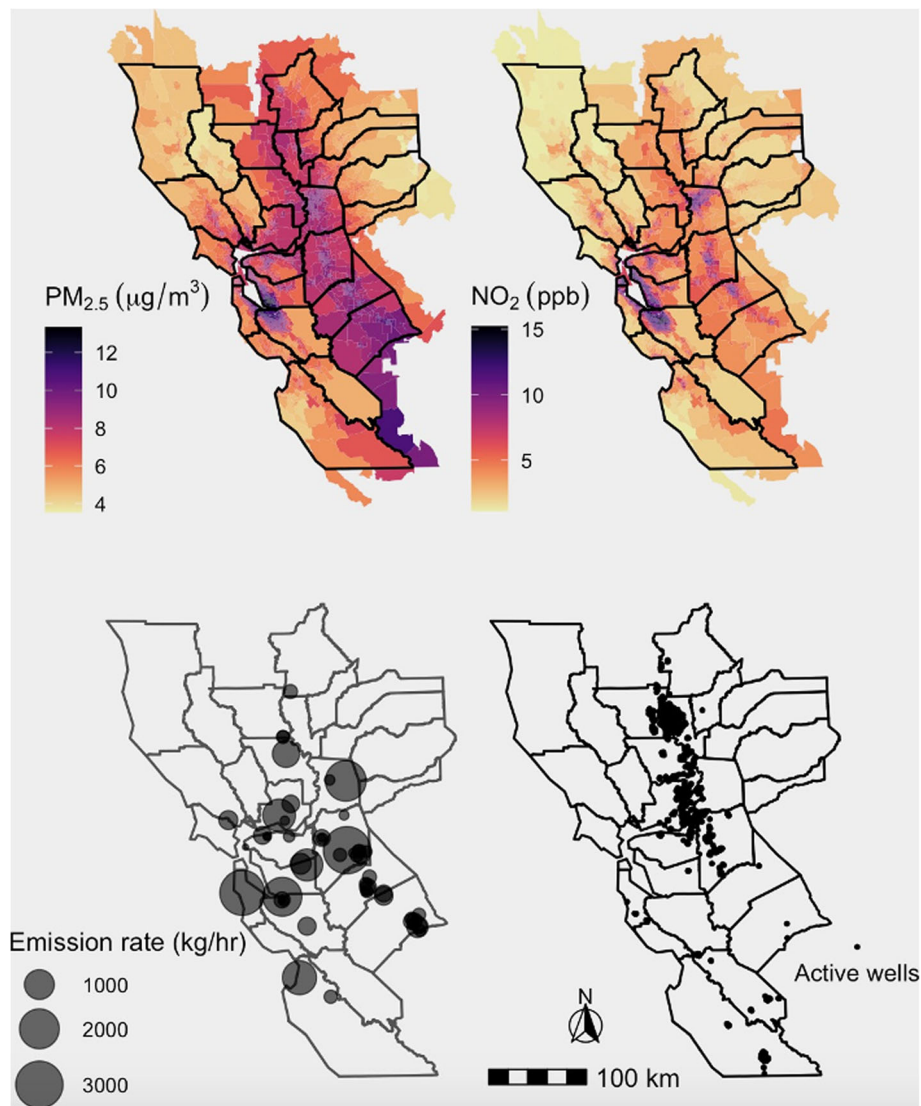 PM2.5 (μg/m³)
12
10
8
6
4
NO2 (ppb)
15
10
5
Emission rate (kg/hr)
1000
2000
3000
Active wells
N
100 km